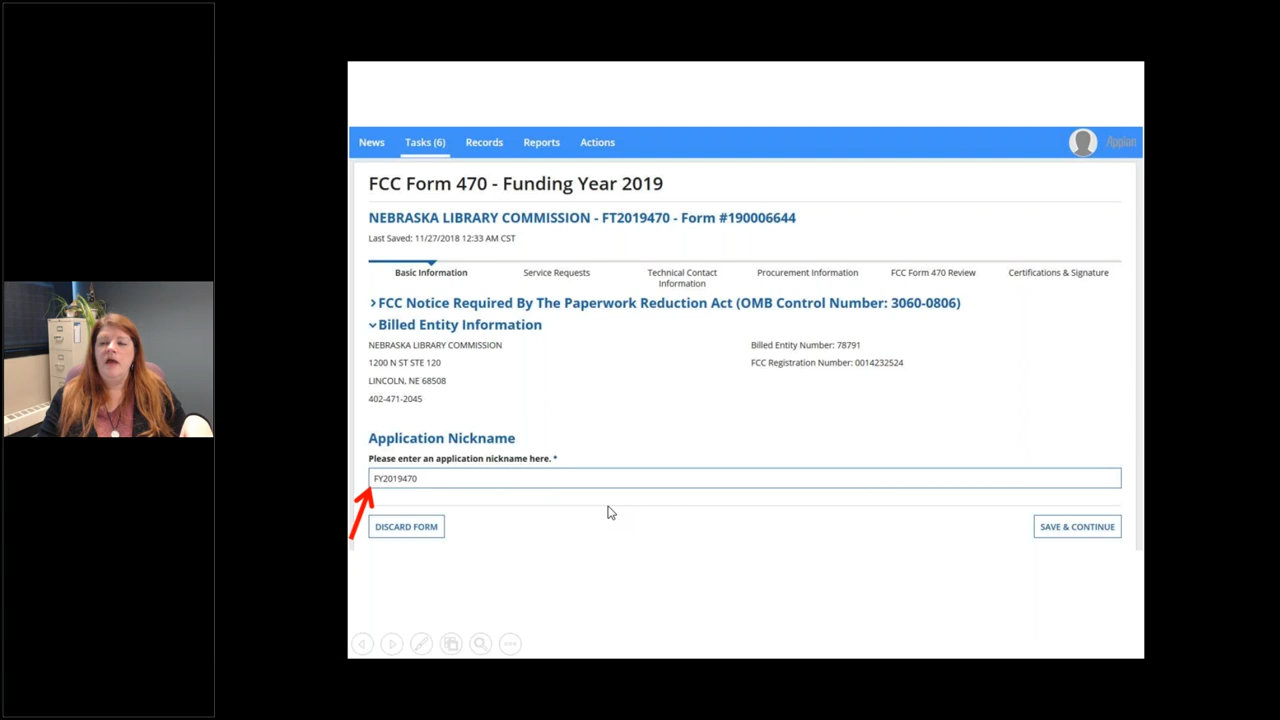 News Tasks (6) Records Reports Actions Appian
FCC Form 470 - Funding Year 2019
NEBRASKA LIBRARY COMMISSION - FT2019470 - Form #190006644
Last Saved: 11/27/2018 12:33 AM CST
Basic Information Service Requests Technical Contact Information Procurement Information FCC Form 470 Review Certifications & Signature
FCC Notice Required By The Paperwork Reduction Act (OMB Control Number: 3060-0806)
Billed Entity Information
NEBRASKA LIBRARY COMMISSION
1200 N ST STE 120
LINCOLN, NE 68508
402-471-2045
Billed Entity Number: 78791
FCC Registration Number: 0014232524
Application Nickname
Please enter an application nickname here. *
FY2019470
DISCARD FORM
SAVE & CONTINUE